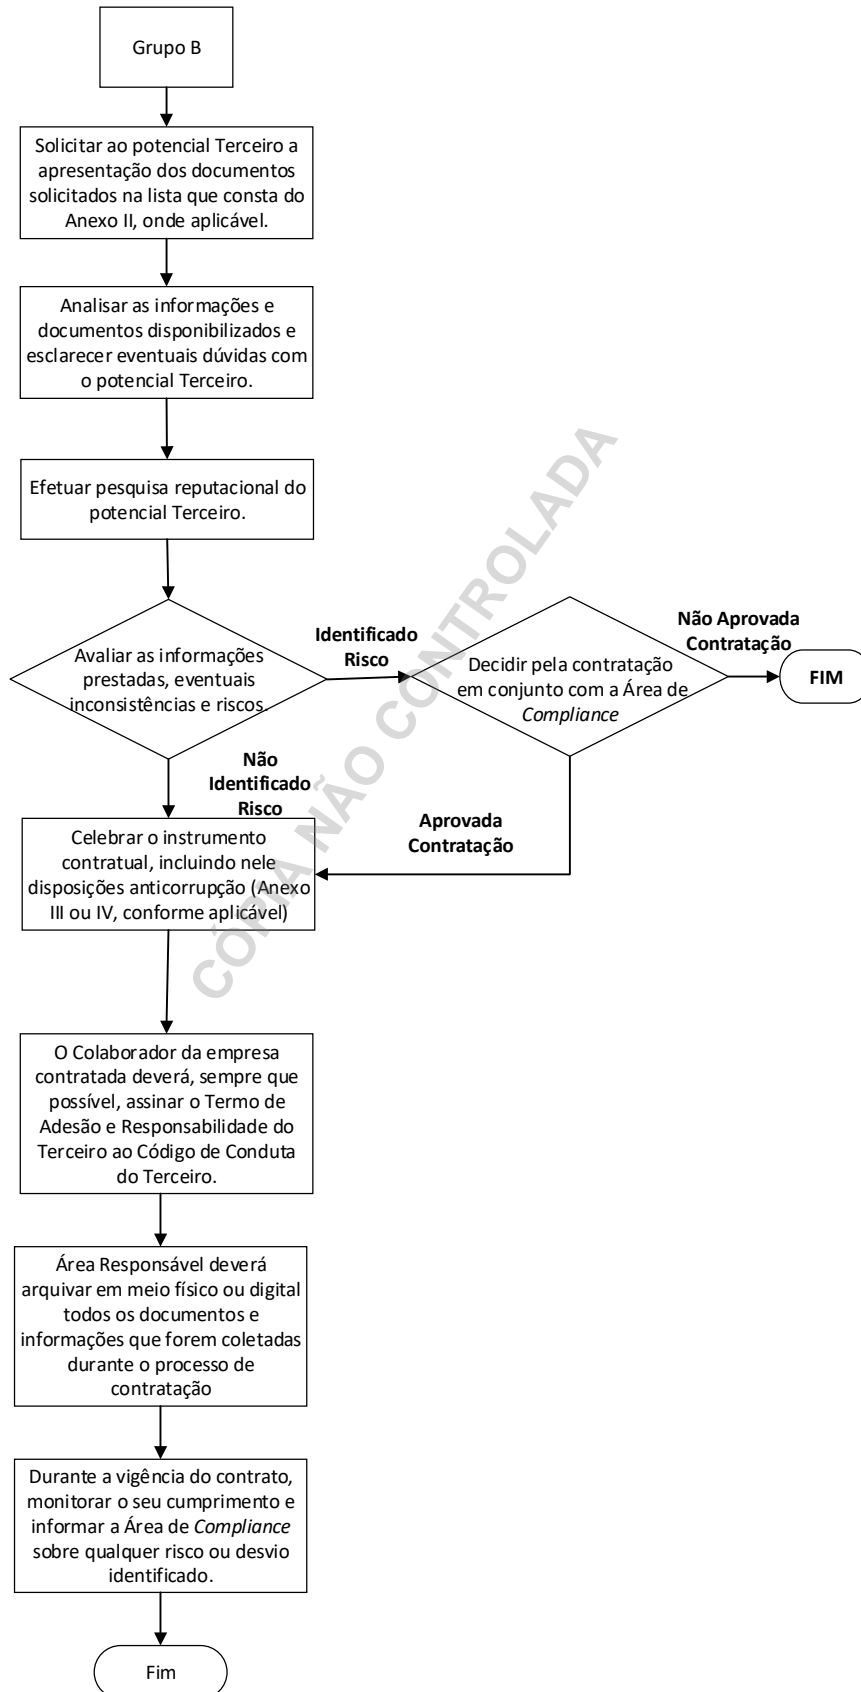 Grupo B
Solicitar ao potencial Terceiro a
apresentação dos documentos
solicitados na lista que consta do
Anexo II, onde aplicável.
Analisar as informações e
documentos disponibilizados e
esclarecer eventuais dúvidas com
o potencial Terceiro.
Efetuar pesquisa reputacional do
potencial Terceiro.
Avaliar as informações
prestadas, eventuais
inconsistências e riscos.
Identificado
Risco
Decidir pela contratação
em conjunto com a Área de
Compliance
Não Aprovada
Contratação
FIM
Não
Identificado
Risco
Aprovada
Contratação
Celebrar o instrumento
contratual, incluindo nele
disposições anticorrupção (Anexo
III ou IV, conforme aplicável)
O Colaborador da empresa
contratada deverá, sempre que
possível, assinar o Termo de
Adesão e Responsabilidade do
Terceiro ao Código de Conduta
do Terceiro.
Área Responsável deverá
arquivar em meio físico ou digital
todos os documentos e
informações que forem coletadas
durante o processo de
contratação
Durante a vigência do contrato,
monitorar o seu cumprimento e
informar a Área de Compliance
sobre qualquer risco ou desvio
identificado.
Fim
CÓPIA NÃO CONTROLADA